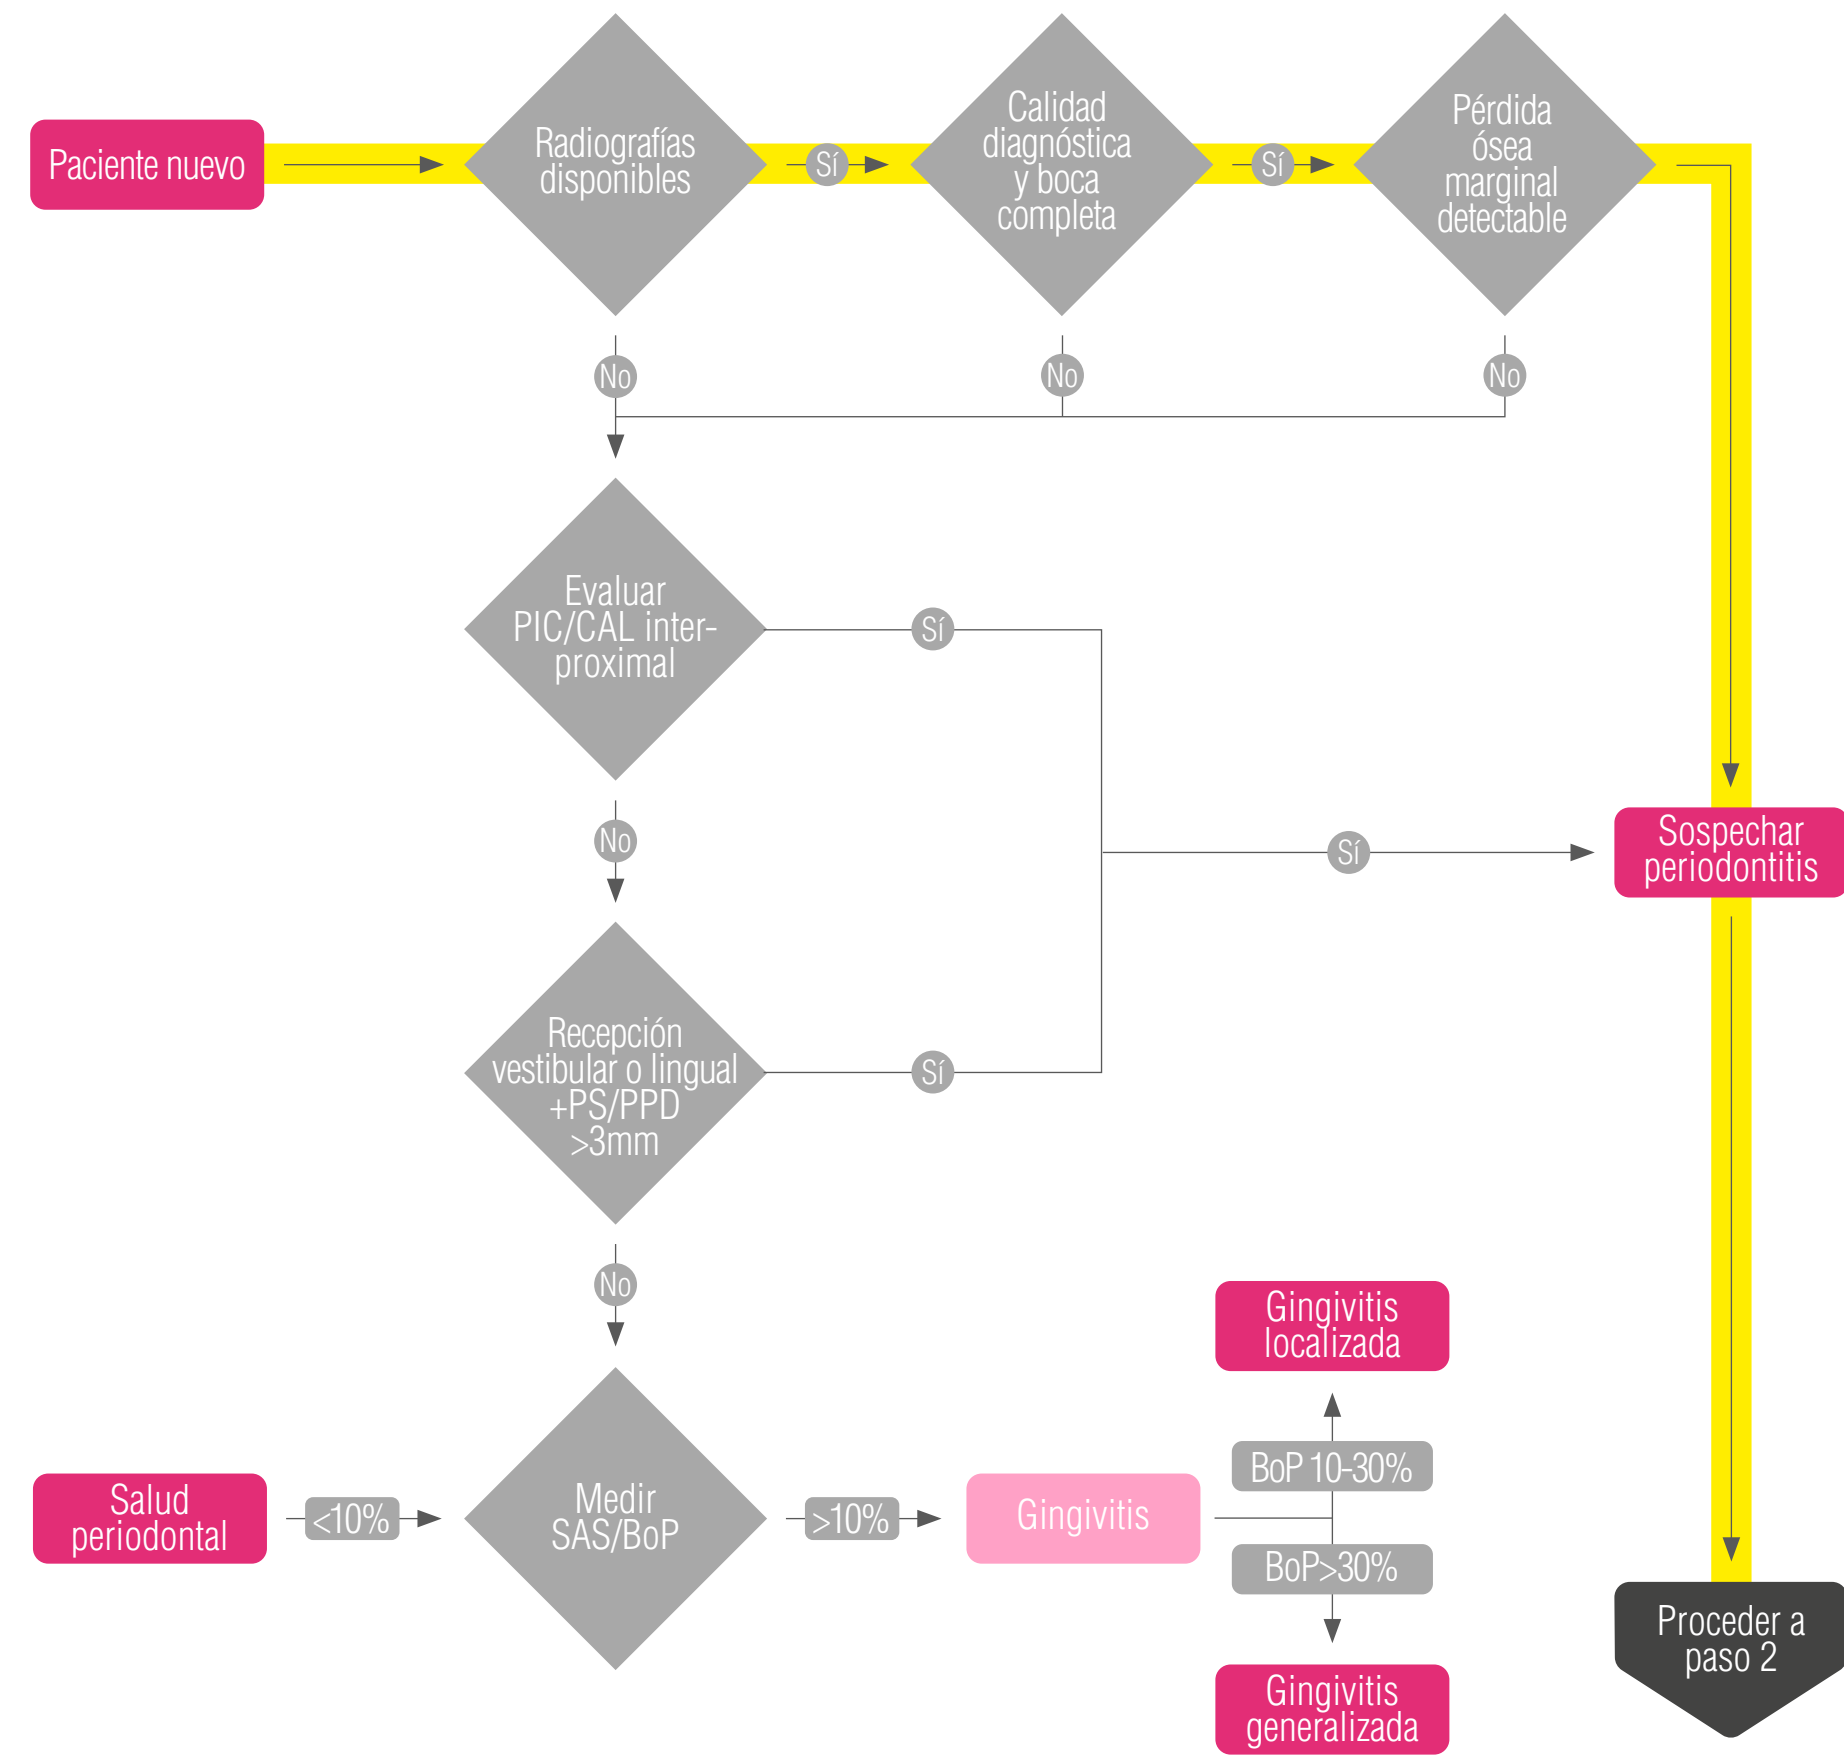 Paciente nuevo
Radiografías
disponibles
Sí
Calidad
diagnóstica
y boca
completa
Sí
Pérdida
ósea
marginal
detectable
No
No
No
Evaluar
PIC/CAL inter-
proximal
Sí
No
Sí
Sospechar
periodontitis
Recepción
vestibular o lingual
+PS/PPD
>3mm
Sí
No
Gingivitis
localizada
BoP 10-30%
Salud
periodontal
<10%
Medir
SAS/BoP
>10%
Gingivitis
BoP>30%
Gingivitis
generalizada
Proceder a
paso 2